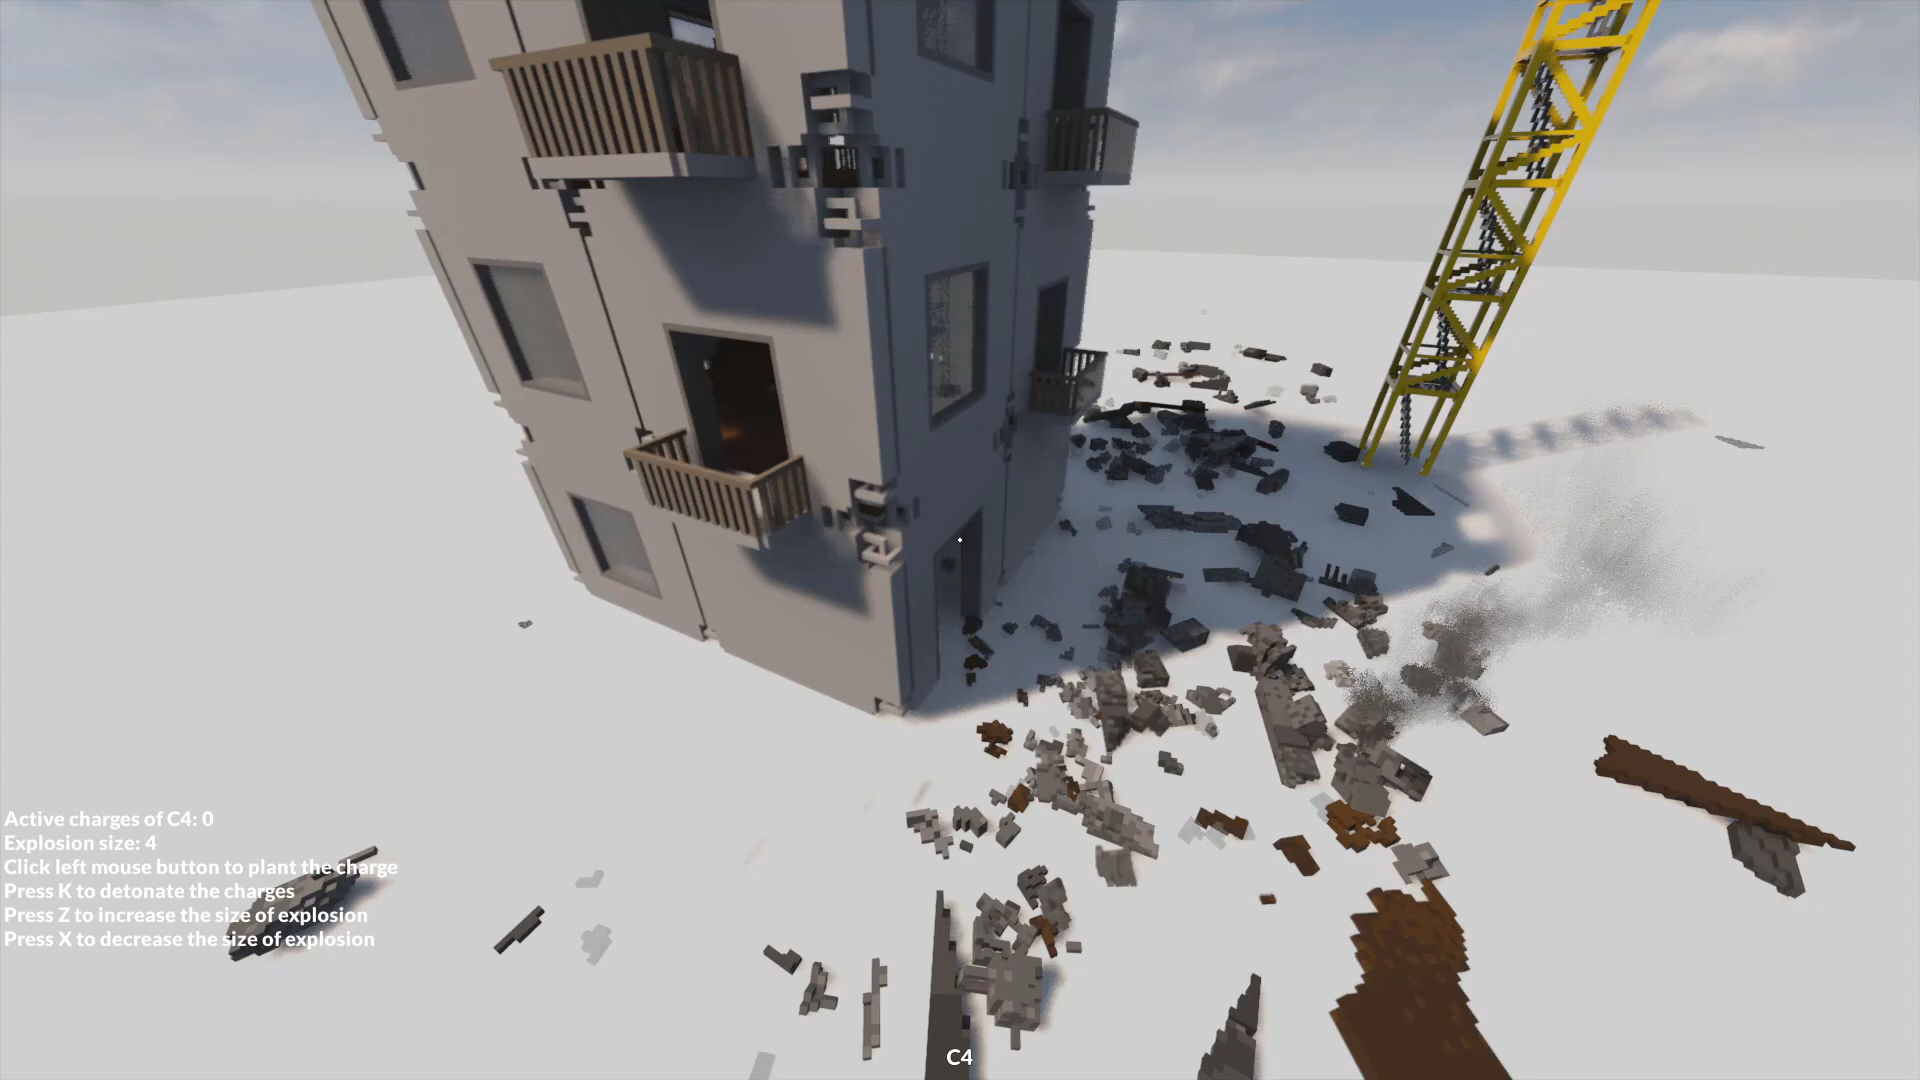 Active charges of C4: 0
Explosion size: 4
Click left mouse button to plant the charge
Press K to detonate the charges
Press Z to increase the size of explosion
Press X to decrease the size of explosion
C4